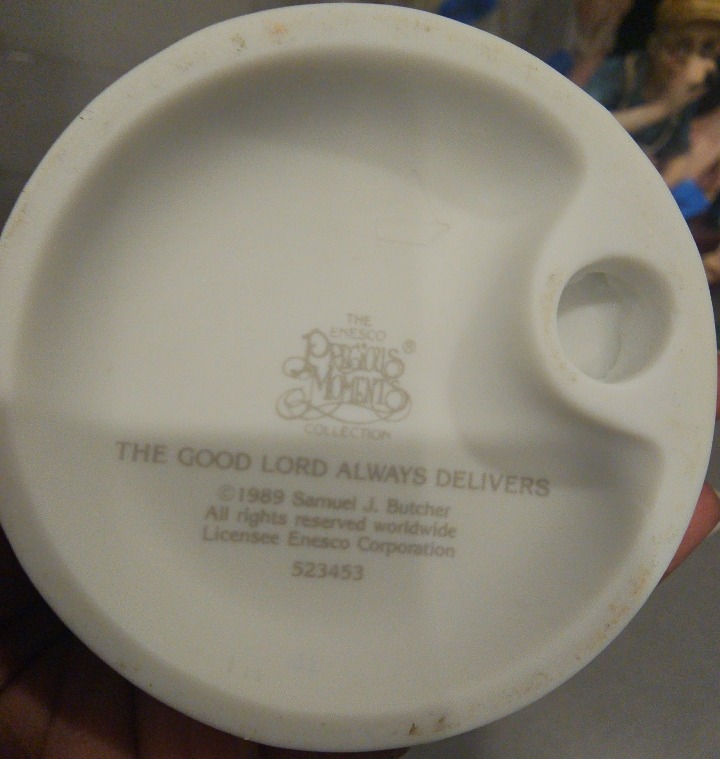 THE
ENESCO
PRECIOUS ®
MOMENTS
COLLECTION
THE GOOD LORD ALWAYS DELIVERS
©1989 Samuel J. Butcher
All rights reserved worldwide
Licensee Enesco Corporation
523453